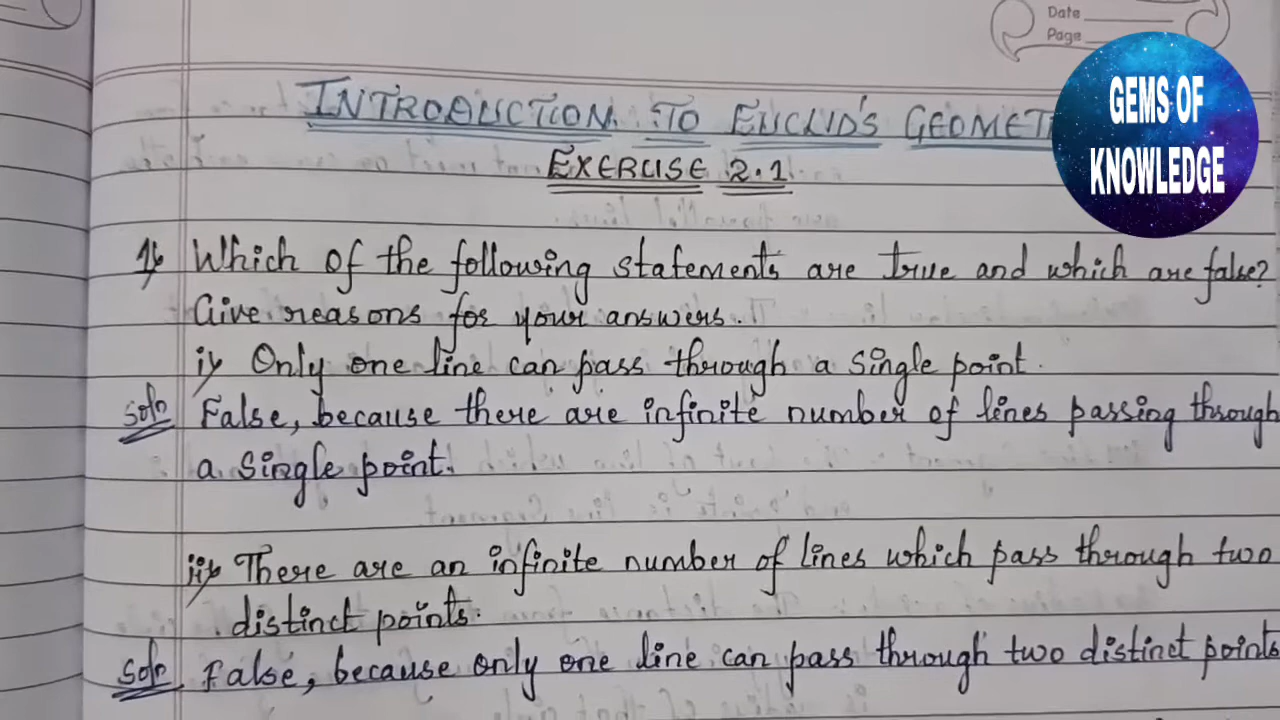 Date
Page
GEMS OF
KNOWLEDGE
INTRODUCTION TO EUCLID'S GEOMET
EXERCISE 2.1
1) Which of the following statements are true and which are false?
Give reasons for your answers.
i) Only one line can pass through a single point.
Soln False, because there are infinite number of lines passing through
a single point.
ii) There are an infinite number of lines which pass through two
distinct points.
Soln False, because only one line can pass through two distinct points